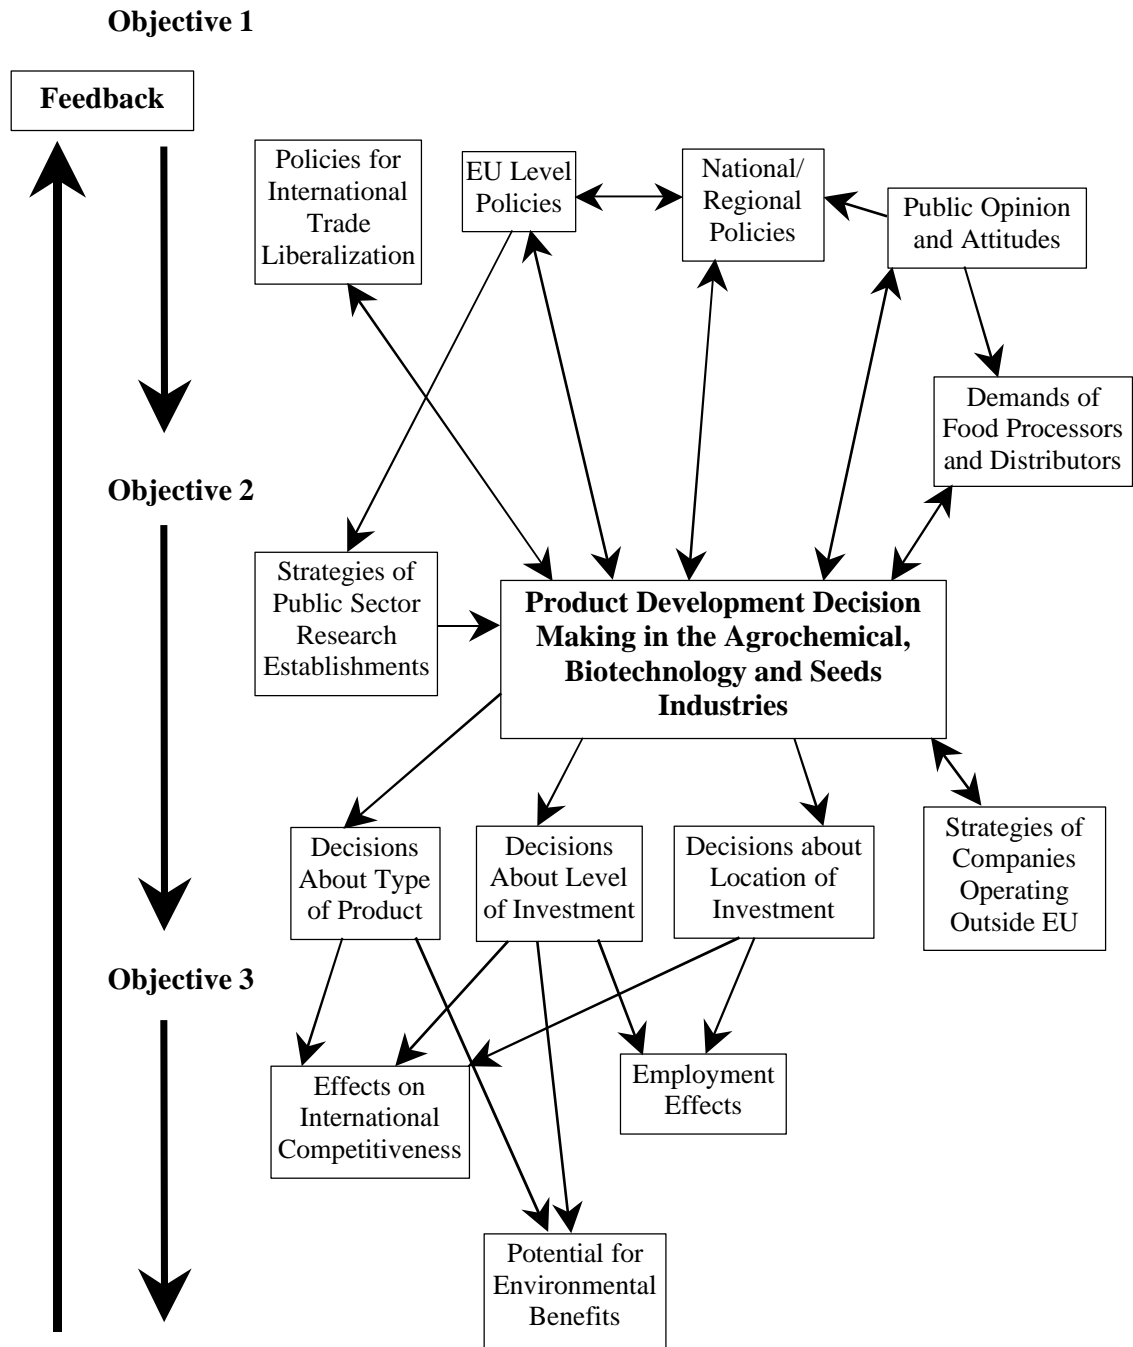 Objective 1
Feedback
Policies for
International
Trade
Liberalization
EU Level
Policies
National/
Regional
Policies
Public Opinion
and Attitudes
Demands of
Food Processors
and Distributors
Objective 2
Strategies of
Public Sector
Research
Establishments
Product Development Decision
Making in the Agrochemical,
Biotechnology and Seeds
Industries
Decisions
About Type
of Product
Decisions
About Level
of Investment
Decisions about
Location of
Investment
Strategies of
Companies
Operating
Outside EU
Objective 3
Effects on
International
Competitiveness
Employment
Effects
Potential for
Environmental
Benefits